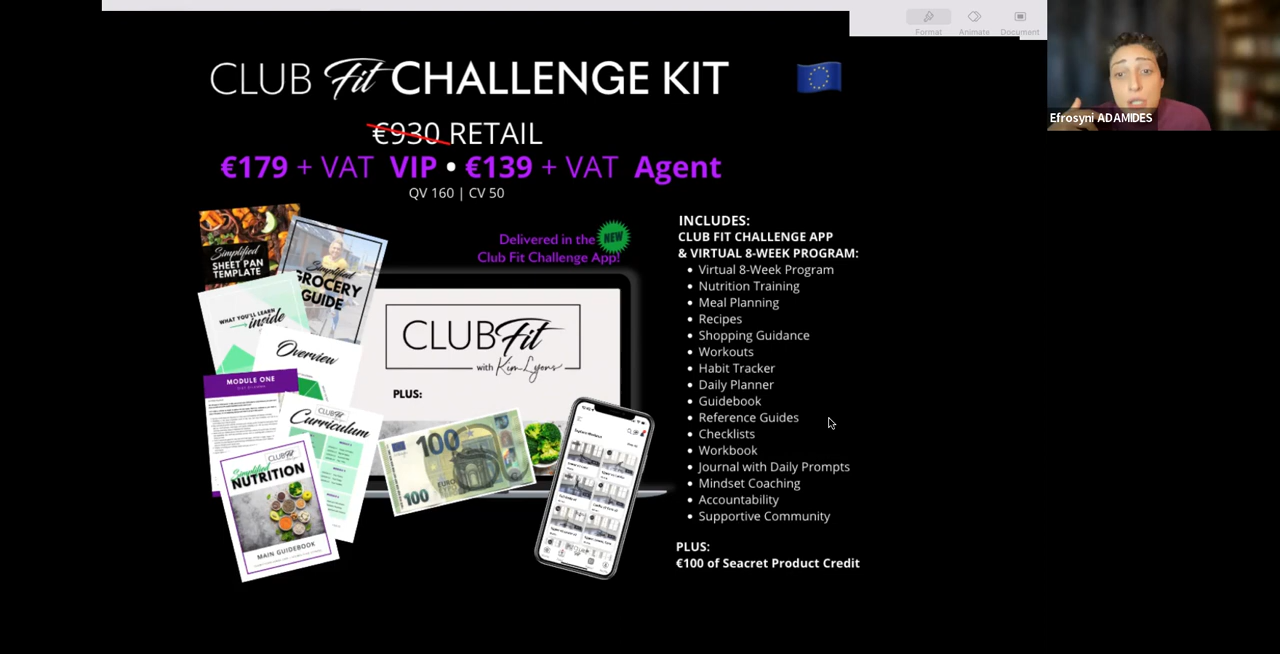 Format Animate Document
Efrosyni ADAMIDES
CLUB Fit CHALLENGE KIT
€930 RETAIL
€179 + VAT VIP • €139 + VAT Agent
QV 160 | CV 50
Delivered in the NEW
Club Fit Challenge App!
Simplified
SHEET PAN
TEMPLATE
Simplified
GROCERY
GUIDE
WHAT YOU'LL LEARN
inside
Overview
MODULE ONE
CLUB Fit
Curriculum
CLUB Fit
Simplified
NUTRITION
MAIN GUIDEBOOK
CLUB Fit
with Kim Lyons
PLUS:
100
EURO
100
INCLUDES:
CLUB FIT CHALLENGE APP
& VIRTUAL 8-WEEK PROGRAM:
• Virtual 8-Week Program
• Nutrition Training
• Meal Planning
• Recipes
• Shopping Guidance
• Workouts
• Habit Tracker
• Daily Planner
• Guidebook
• Reference Guides
• Checklists
• Workbook
• Journal with Daily Prompts
• Mindset Coaching
• Accountability
• Supportive Community
PLUS:
€100 of Seacret Product Credit